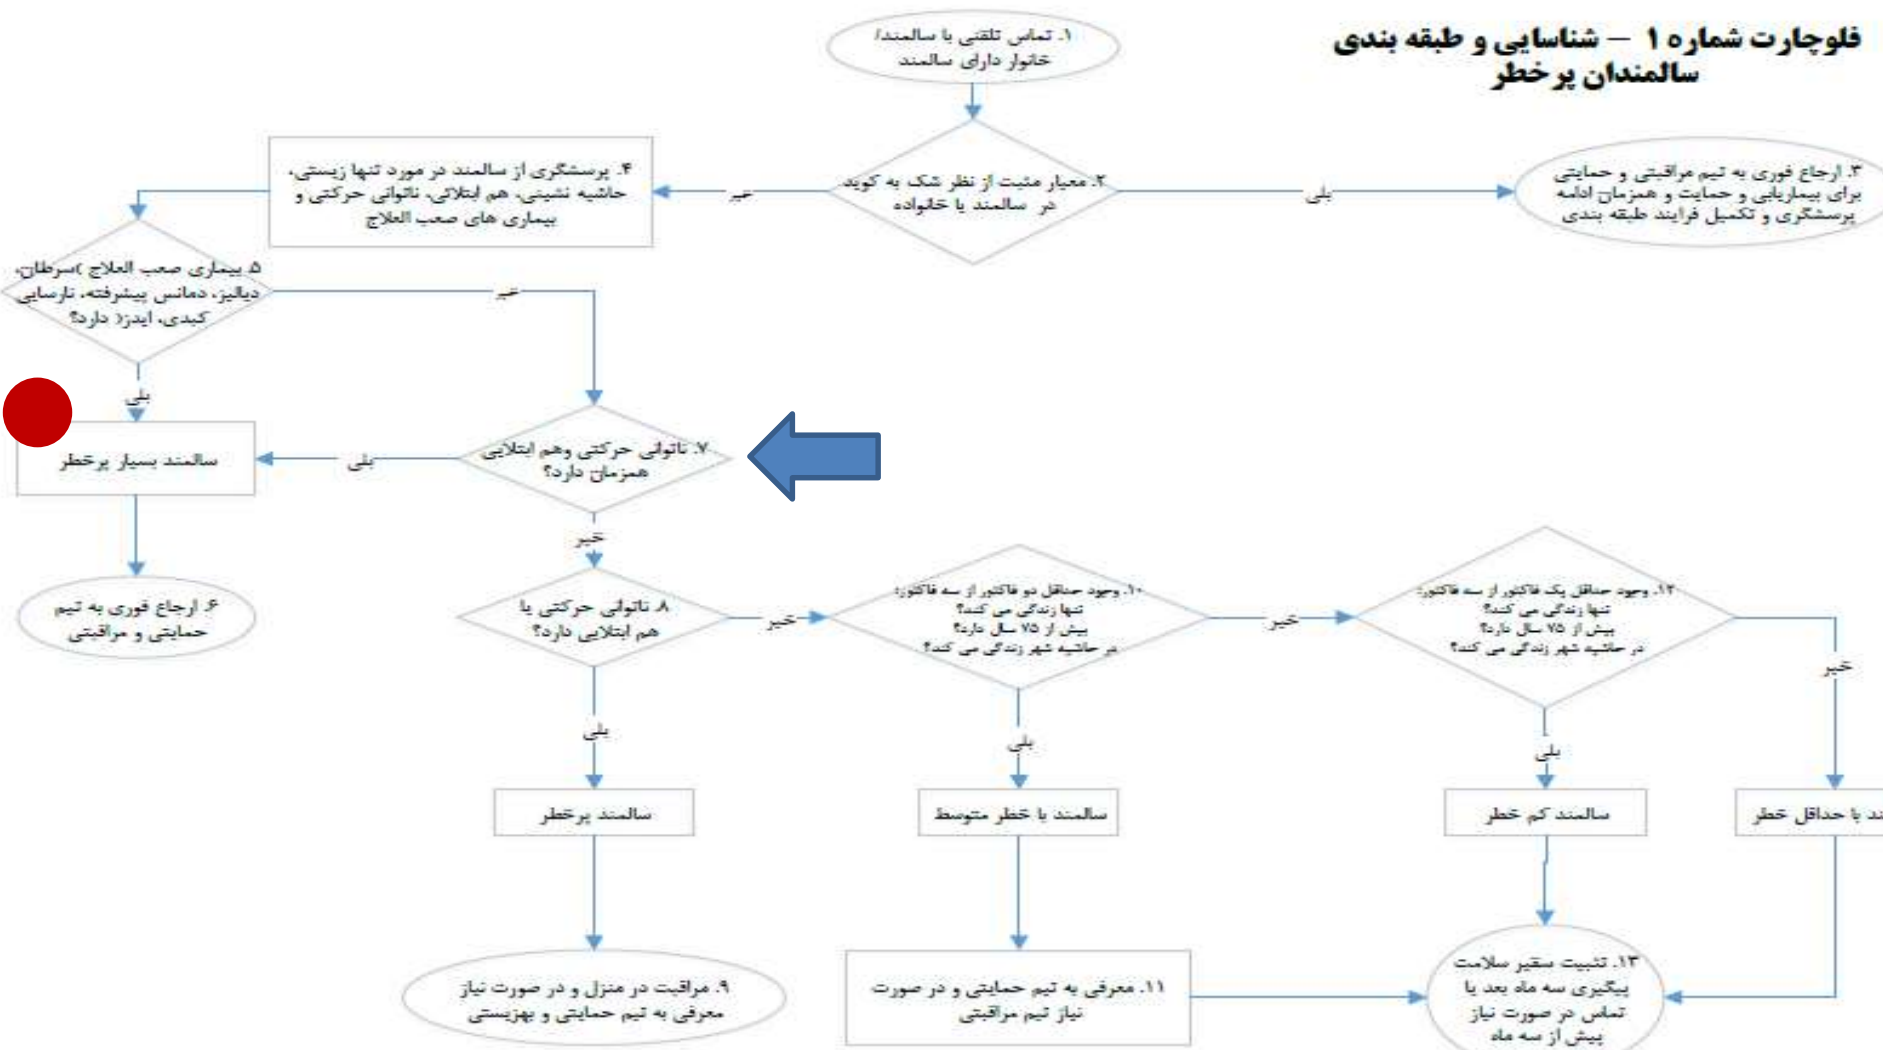 فلوچارت شماره ۱ – شناسایی و طبقه بندی
سالمندان پر خطر
۱. تماس تلفنی با سالمند/
خانوار دارای سالمند
۲. معیار مثبت از نظر شک به کوید
در سالمند یا خانواده
بلی
خیر
۳. ارجاع فوری به تیم مراقبتی و حمایتی
برای بیماریابی و حمایت و همزمان ادامه
پرسشگری و تکمیل فرایند طبقه بندی
۴. پرسشگری از سالمند در مورد تنها زیستی،
حاشیه نشینی، هم ابتلائی، ناتوانی حرکتی و
بیماری های صعب العلاج
۵. بیماری صعب العلاج )سرطان،
دیالیز، دمانس پیشرفته، نارسایی
کبدی، ایدز( دارد؟
خیر
بلی
سالمند بسیار پرخطر
۶. ارجاع فوری به تیم
حمایتی و مراقبتی
۷. ناتوانی حرکتی وهم ابتلایی
همزمان دارد؟
بلی
خیر
۸. ناتوانی حرکتی یا
هم ابتلایی دارد؟
خیر
بلی
سالمند پرخطر
۹. مراقبت در منزل و در صورت نیاز
معرفی به تیم حمایتی و بهزیستی
۱۰. وجود حداقل دو فاکتور از سه فاکتور:
تنها زندگی می کند؟
بیش از ۷۵ سال دارد؟
در حاشیه شهر زندگی می کند؟
خیر
بلی
سالمند با خطر متوسط
۱۱. معرفی به تیم حمایتی و در صورت
نیاز تیم مراقبتی
۱۲. وجود حداقل یک فاکتور از سه فاکتور:
تنها زندگی می کند؟
بیش از ۷۵ سال دارد؟
در حاشیه شهر زندگی می کند؟
خیر
بلی
سالمند کم خطر
ند با حداقل خطر
۱۳. تثبیت سفیر سلامت
پیگیری سه ماه بعد یا
تماس در صورت نیاز
پیش از سه ماه